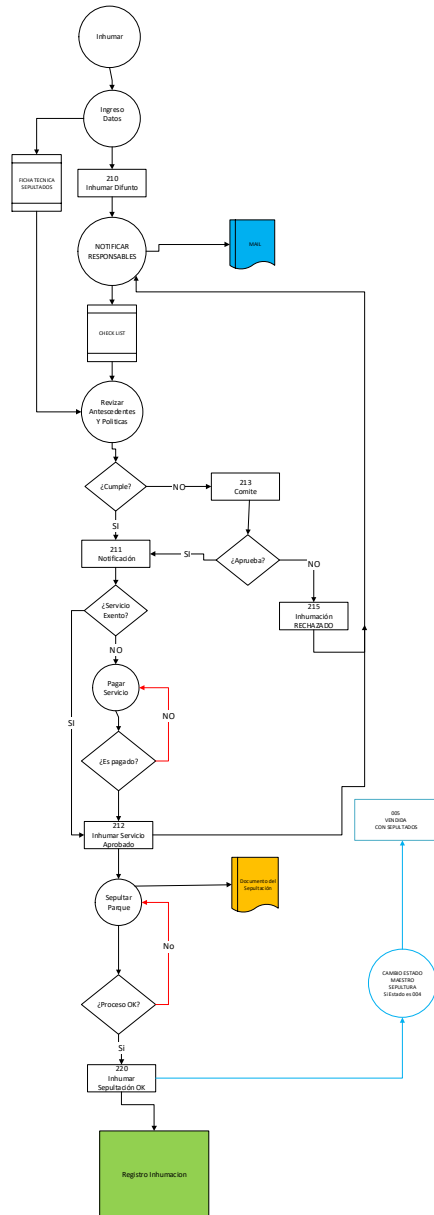 Inhumar
Ingreso
Datos
FICHA TECNICA
SEPULTADOS
210
Inhumar Difunto
NOTIFICAR
RESPONSABLES
MAIL
CHECK LIST
Revizar
Antescedentes
Y Politicas
¿Cumple?
NO
213
Comite
SI
211
Notificación
SI
¿Aprueba?
NO
215
Inhumación
RECHAZADO
¿Servicio
Exento?
NO
Pagar
Servicio
NO
SI
¿Es pagado?
212
Inhumar Servicio
Aprobado
005
VENDIDA
CON SEPULTADOS
Sepultar
Parque
Documento del
Sepultación
No
CAMBIO ESTADO
MAESTRO
SEPULTURA
Si Estado es 004
¿Proceso OK?
Si
220
Inhumar
Sepultación OK
Registro Inhumacion